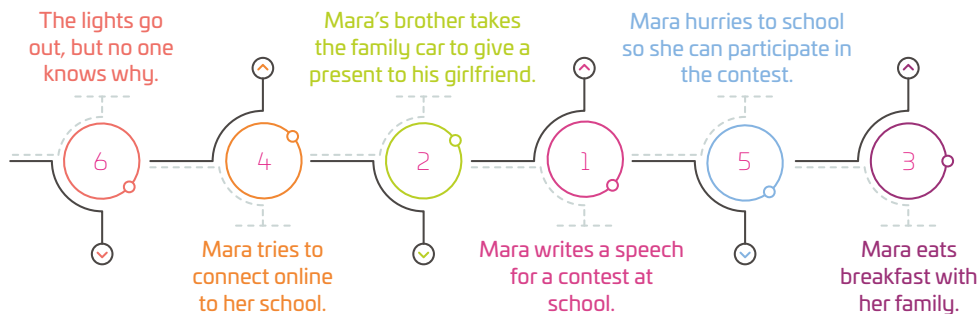 The lights go
out, but no one
knows why.
Mara's brother takes
the family car to give a
present to his girlfriend.
Mara hurries to school
so she can participate in
the contest.
6
4
2
1
5
3
Mara tries to
connect online
to her school.
Mara writes a speech
for a contest at
school.
Mara eats
breakfast with
her family.